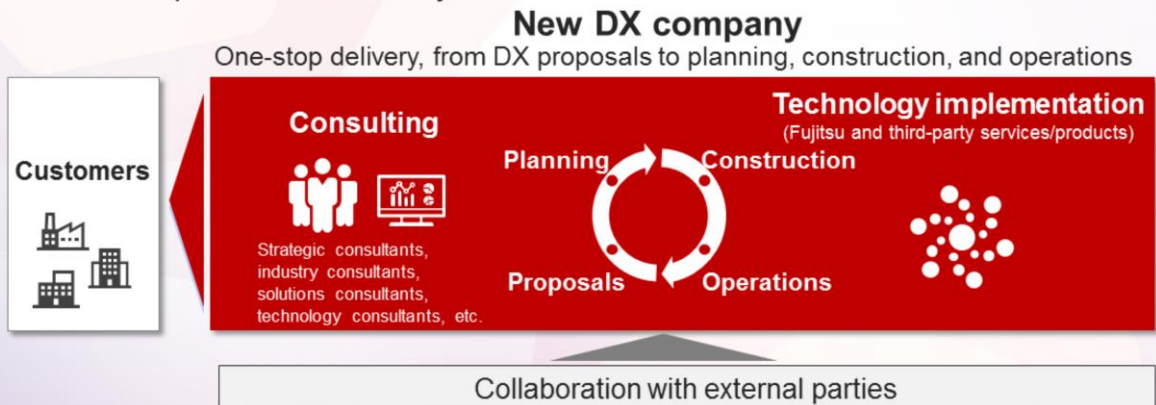 New DX company
One-stop delivery, from DX proposals to planning, construction, and operations
Customers
Consulting
Strategic consultants,
industry consultants,
solutions consultants,
technology consultants, etc.
Planning
Construction
Proposals
Operations
Technology implementation
(Fujitsu and third-party services/products)
Collaboration with external parties